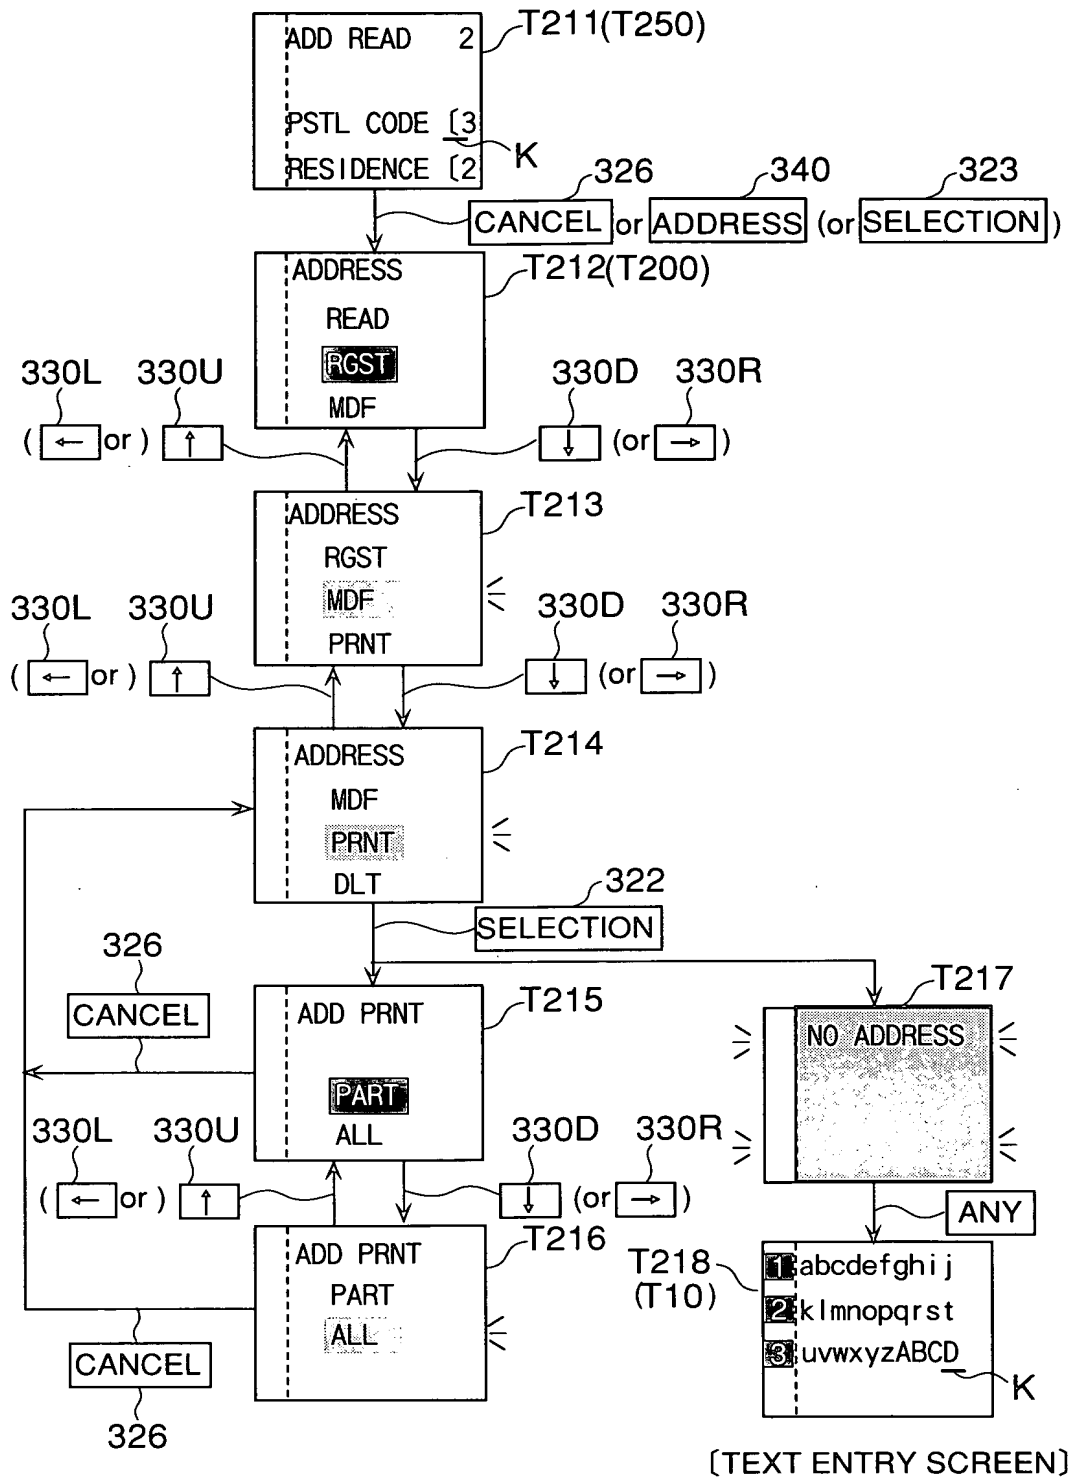 T211(T250)
ADD READ 2
PSTL CODE [3
K
RESIDENCE [2
326 340 323
CANCEL or ADDRESS (or SELECTION)
T212(T200)
ADDRESS
READ
RGST
MDF
330L 330U 330D 330R
(← or) ↑ ↓ (or →)
T213
ADDRESS
RGST
MDF
PRNT
330L 330U 330D 330R
(← or) ↑ ↓ (or →)
T214
ADDRESS
MDF
PRNT
DLT
322
SELECTION
326
CANCEL
T215
ADD PRNT
PART
ALL
T217
NO ADDRESS
330L 330U 330D 330R
(← or) ↑ ↓ (or →)
ANY
T216
ADD PRNT
PART
ALL
CANCEL
326
T218
(T10)
1 abcdefghij
2 klmnopqrst
3 uvwxyzABCD
K
[TEXT ENTRY SCREEN]